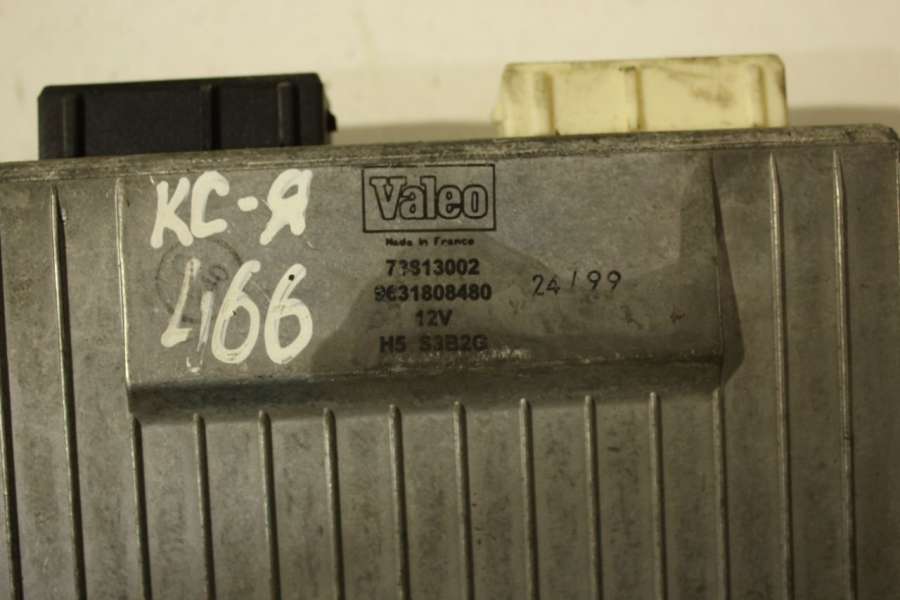 КС-Я
466
Valeo
Made in France
73813002
9631808480
24/99
12V
H5 S3B2G